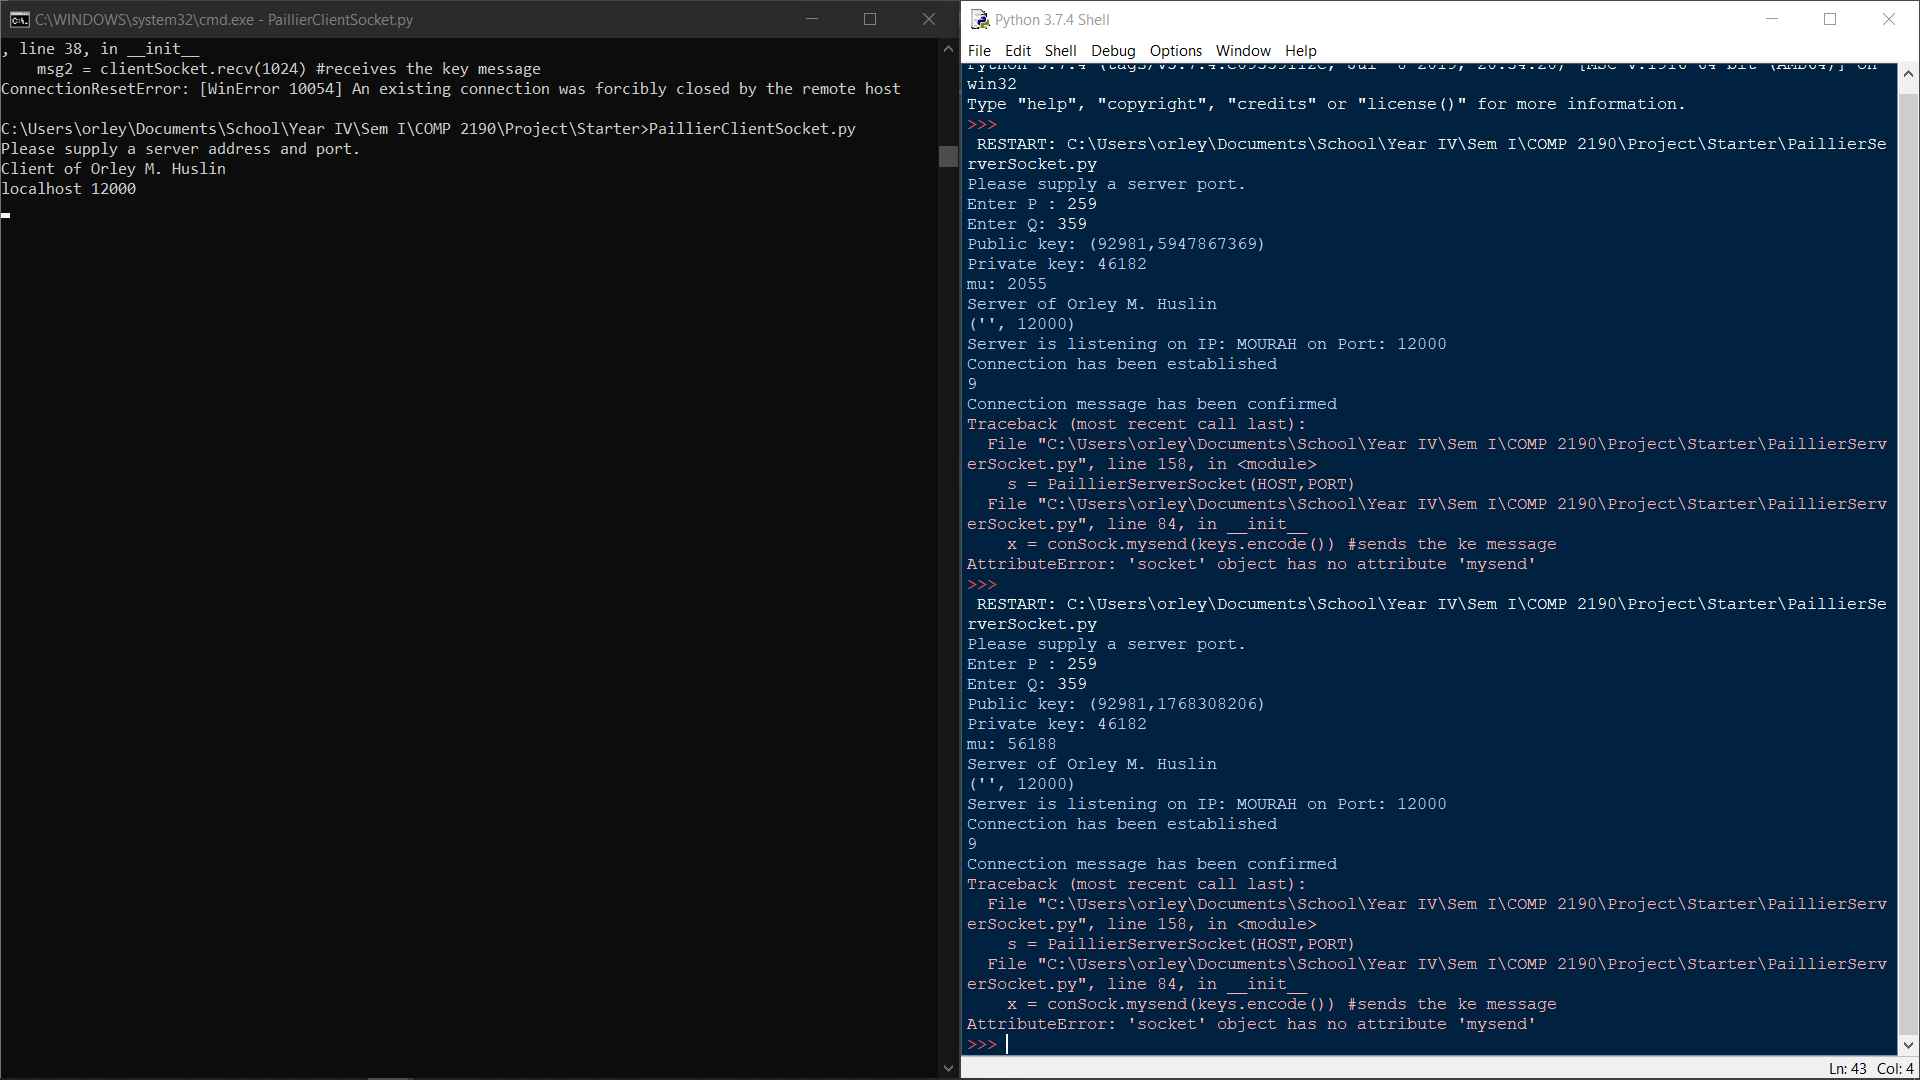 C:\WINDOWS\system32\cmd.exe - PaillierClientSocket.py
, line 38, in __init__
msg2 = clientSocket.recv(1024) #receives the key message
ConnectionResetError: [WinError 10054] An existing connection was forcibly closed by the remote host
C:\Users\orley\Documents\School\Year IV\Sem I\COMP 2190\Project\Starter>PaillierClientSocket.py
Please supply a server address and port.
Client of Orley M. Huslin
localhost 12000
Python 3.7.4 Shell
File Edit Shell Debug Options Window Help
win32
Type "help", "copyright", "credits" or "license()" for more information.
>>>
RESTART: C:\Users\orley\Documents\School\Year IV\Sem I\COMP 2190\Project\Starter\PaillierSe
rverSocket.py
Please supply a server port.
Enter P : 259
Enter Q: 359
Public key: (92981,5947867369)
Private key: 46182
mu: 2055
Server of Orley M. Huslin
('', 12000)
Server is listening on IP: MOURAH on Port: 12000
Connection has been established
9
Connection message has been confirmed
Traceback (most recent call last):
File "C:\Users\orley\Documents\School\Year IV\Sem I\COMP 2190\Project\Starter\PaillierServ
erSocket.py", line 158, in <module>
s = PaillierServerSocket(HOST,PORT)
File "C:\Users\orley\Documents\School\Year IV\Sem I\COMP 2190\Project\Starter\PaillierServ
erSocket.py", line 84, in __init__
x = conSock.mysend(keys.encode()) #sends the ke message
AttributeError: 'socket' object has no attribute 'mysend'
>>>
RESTART: C:\Users\orley\Documents\School\Year IV\Sem I\COMP 2190\Project\Starter\PaillierSe
rverSocket.py
Please supply a server port.
Enter P : 259
Enter Q: 359
Public key: (92981,1768308206)
Private key: 46182
mu: 56188
Server of Orley M. Huslin
('', 12000)
Server is listening on IP: MOURAH on Port: 12000
Connection has been established
9
Connection message has been confirmed
Traceback (most recent call last):
File "C:\Users\orley\Documents\School\Year IV\Sem I\COMP 2190\Project\Starter\PaillierServ
erSocket.py", line 158, in <module>
s = PaillierServerSocket(HOST,PORT)
File "C:\Users\orley\Documents\School\Year IV\Sem I\COMP 2190\Project\Starter\PaillierServ
erSocket.py", line 84, in __init__
x = conSock.mysend(keys.encode()) #sends the ke message
AttributeError: 'socket' object has no attribute 'mysend'
>>>
Ln: 43 Col: 4